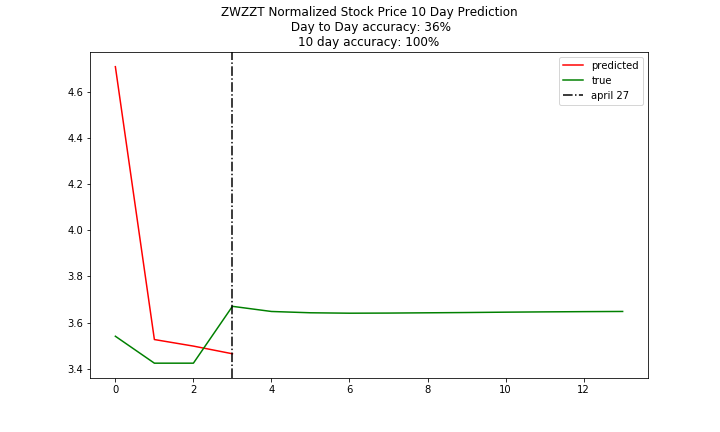 ZWZZT Normalized Stock Price 10 Day Prediction
Day to Day accuracy: 36%
10 day accuracy: 100%
predicted
true
april 27
4.6
4.4
4.2
4.0
3.8
3.6
3.4
0 2 4 6 8 10 12